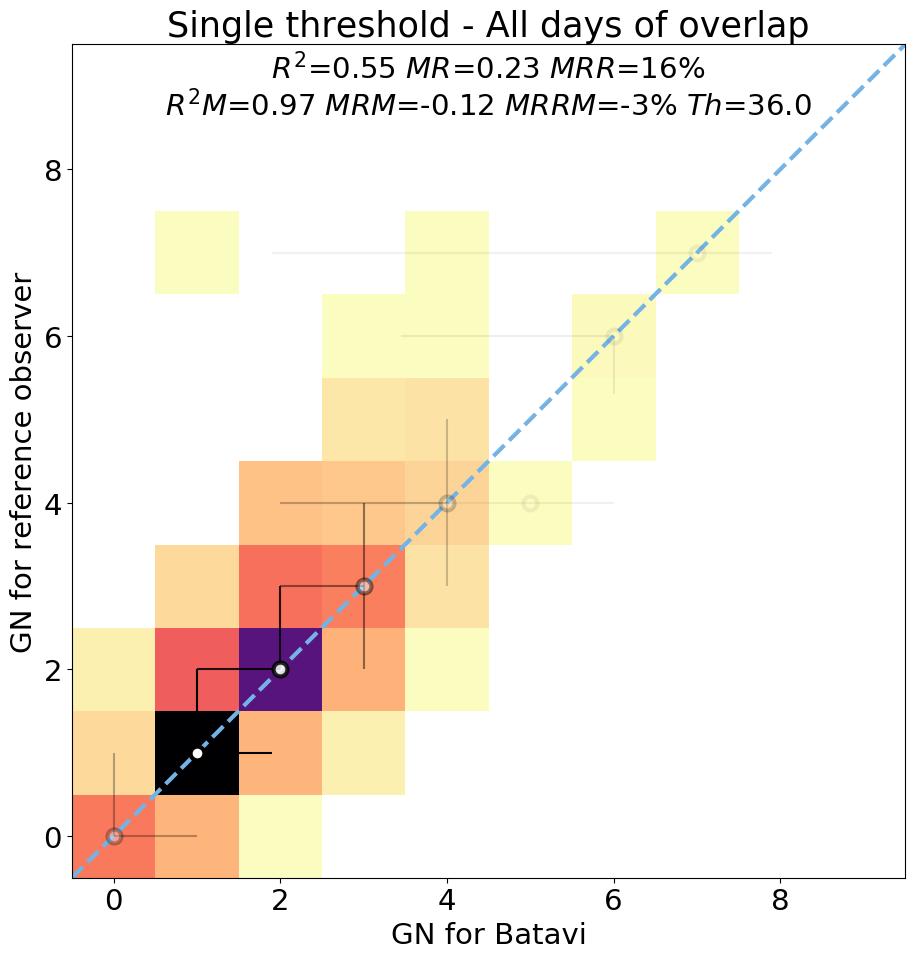 Single threshold - All days of overlap
R²=0.55 MR=0.23 MRR=16%
R²M=0.97 MRM=-0.12 MRRM=-3% Th=36.0
GN for reference observer
8
6
4
2
0
0 2 4 6 8
GN for Batavi